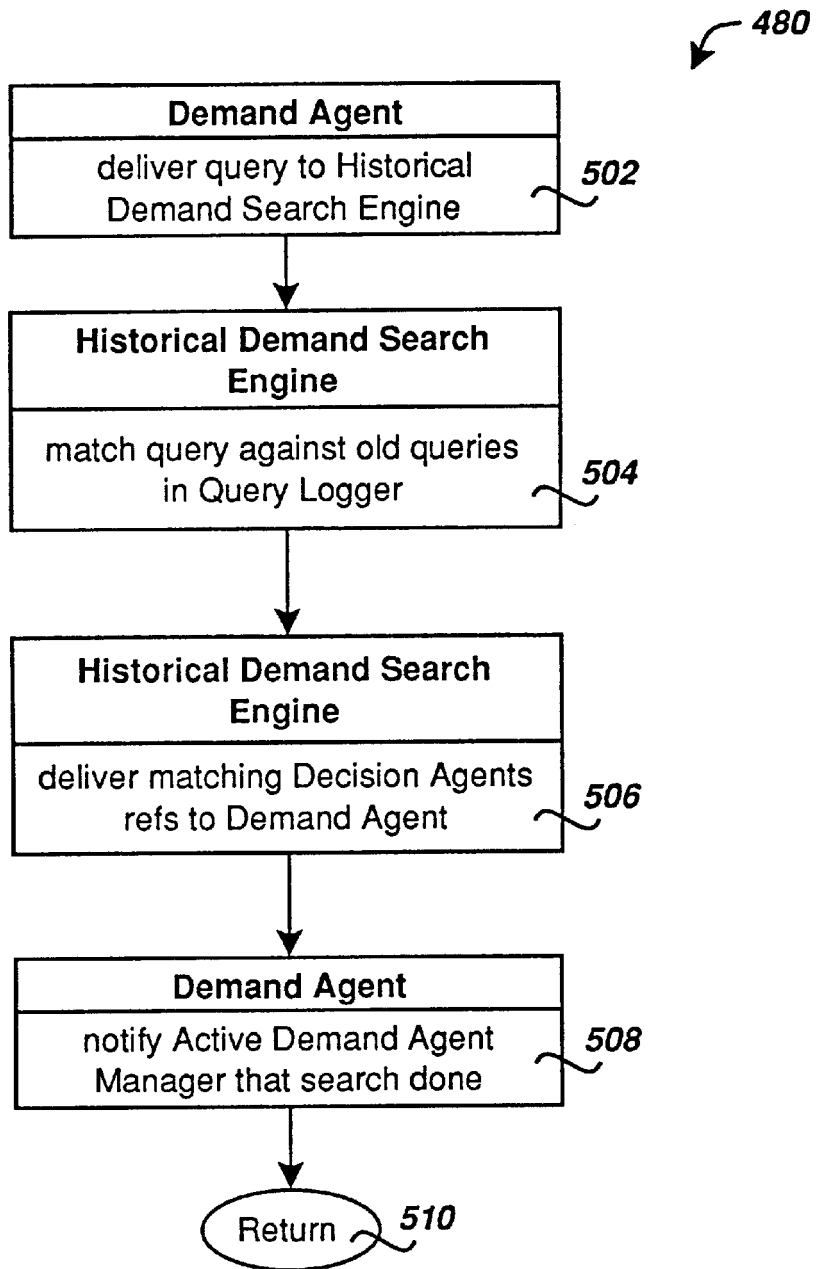 480
Demand Agent
deliver query to Historical
Demand Search Engine
502
Historical Demand Search
Engine
match query against old queries
in Query Logger
504
Historical Demand Search
Engine
deliver matching Decision Agents
refs to Demand Agent
506
Demand Agent
notify Active Demand Agent
Manager that search done
508
Return
510